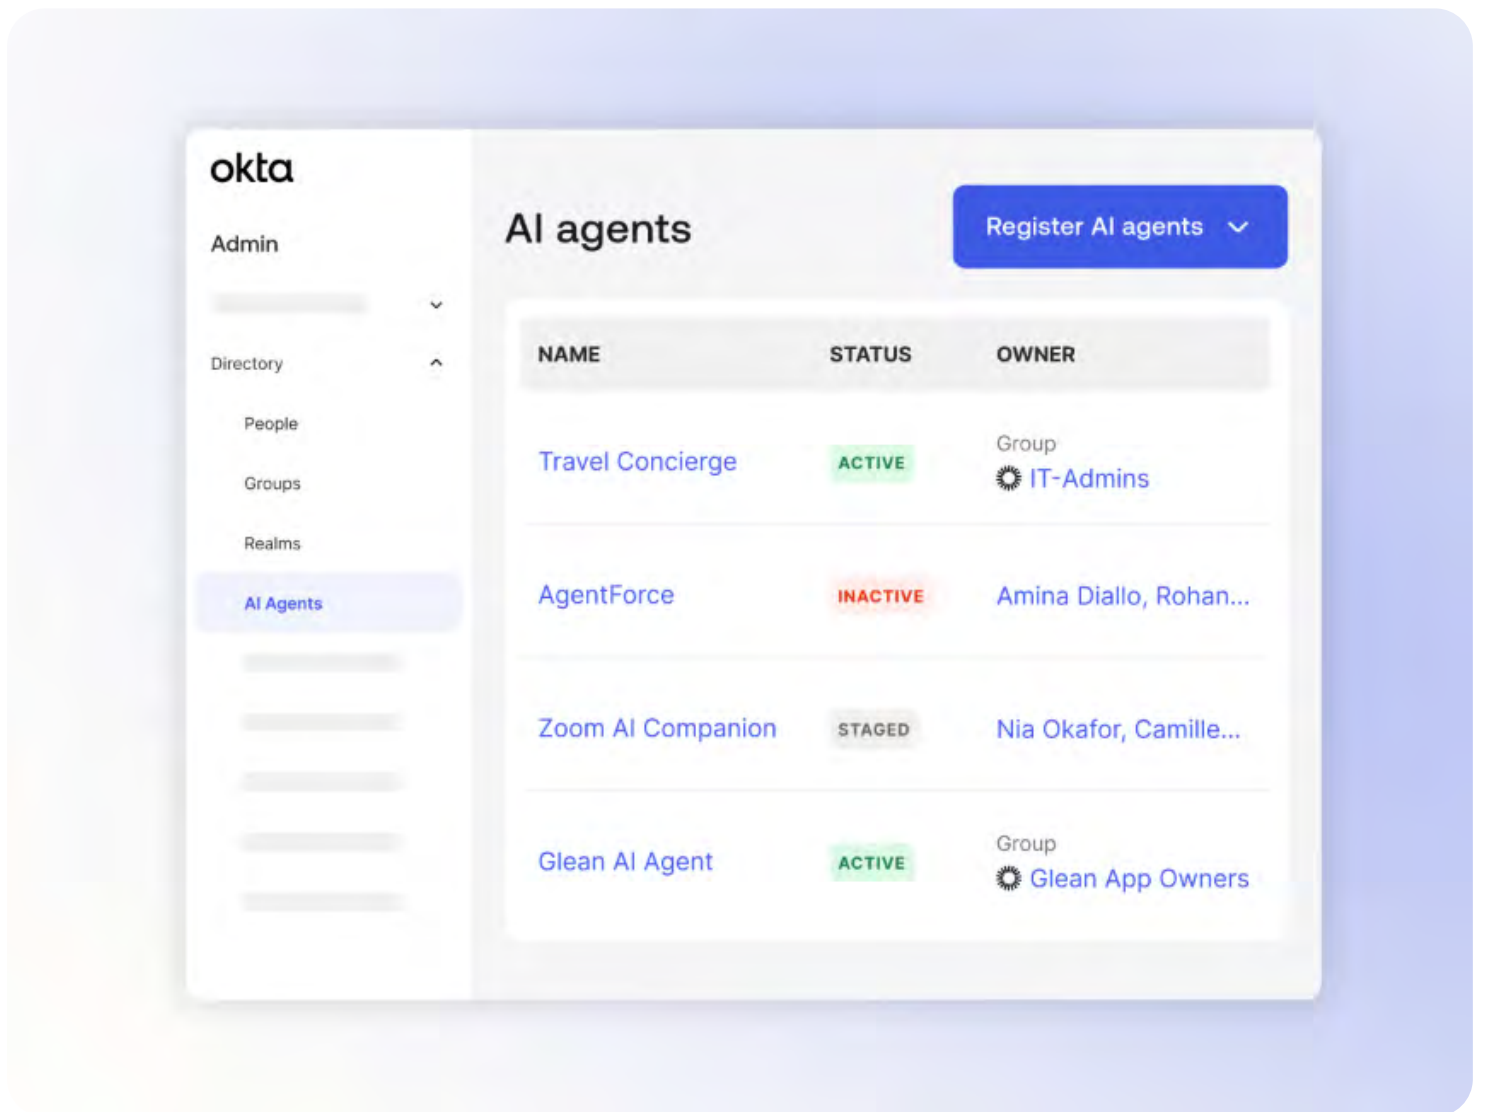 okta
Admin
Directory
People
Groups
Realms
AI Agents
AI agents
Register AI agents
NAME STATUS OWNER
Travel Concierge ACTIVE Group
IT-Admins
AgentForce INACTIVE Amina Diallo, Rohan...
Zoom AI Companion STAGED Nia Okafor, Camille...
Glean AI Agent ACTIVE Group
Glean App Owners